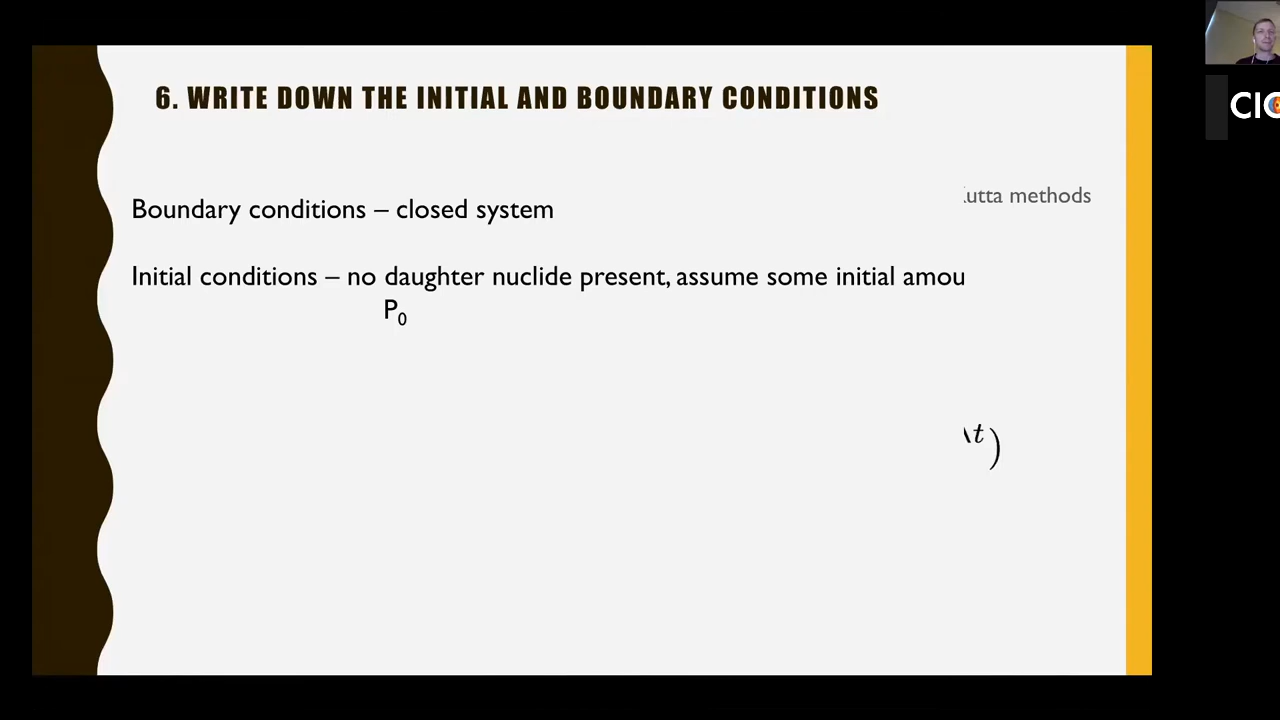 6. WRITE DOWN THE INITIAL AND BOUNDARY CONDITIONS
utta methods
Boundary conditions – closed system
Initial conditions – no daughter nuclide present, assume some initial amou
P₀
t)
CI